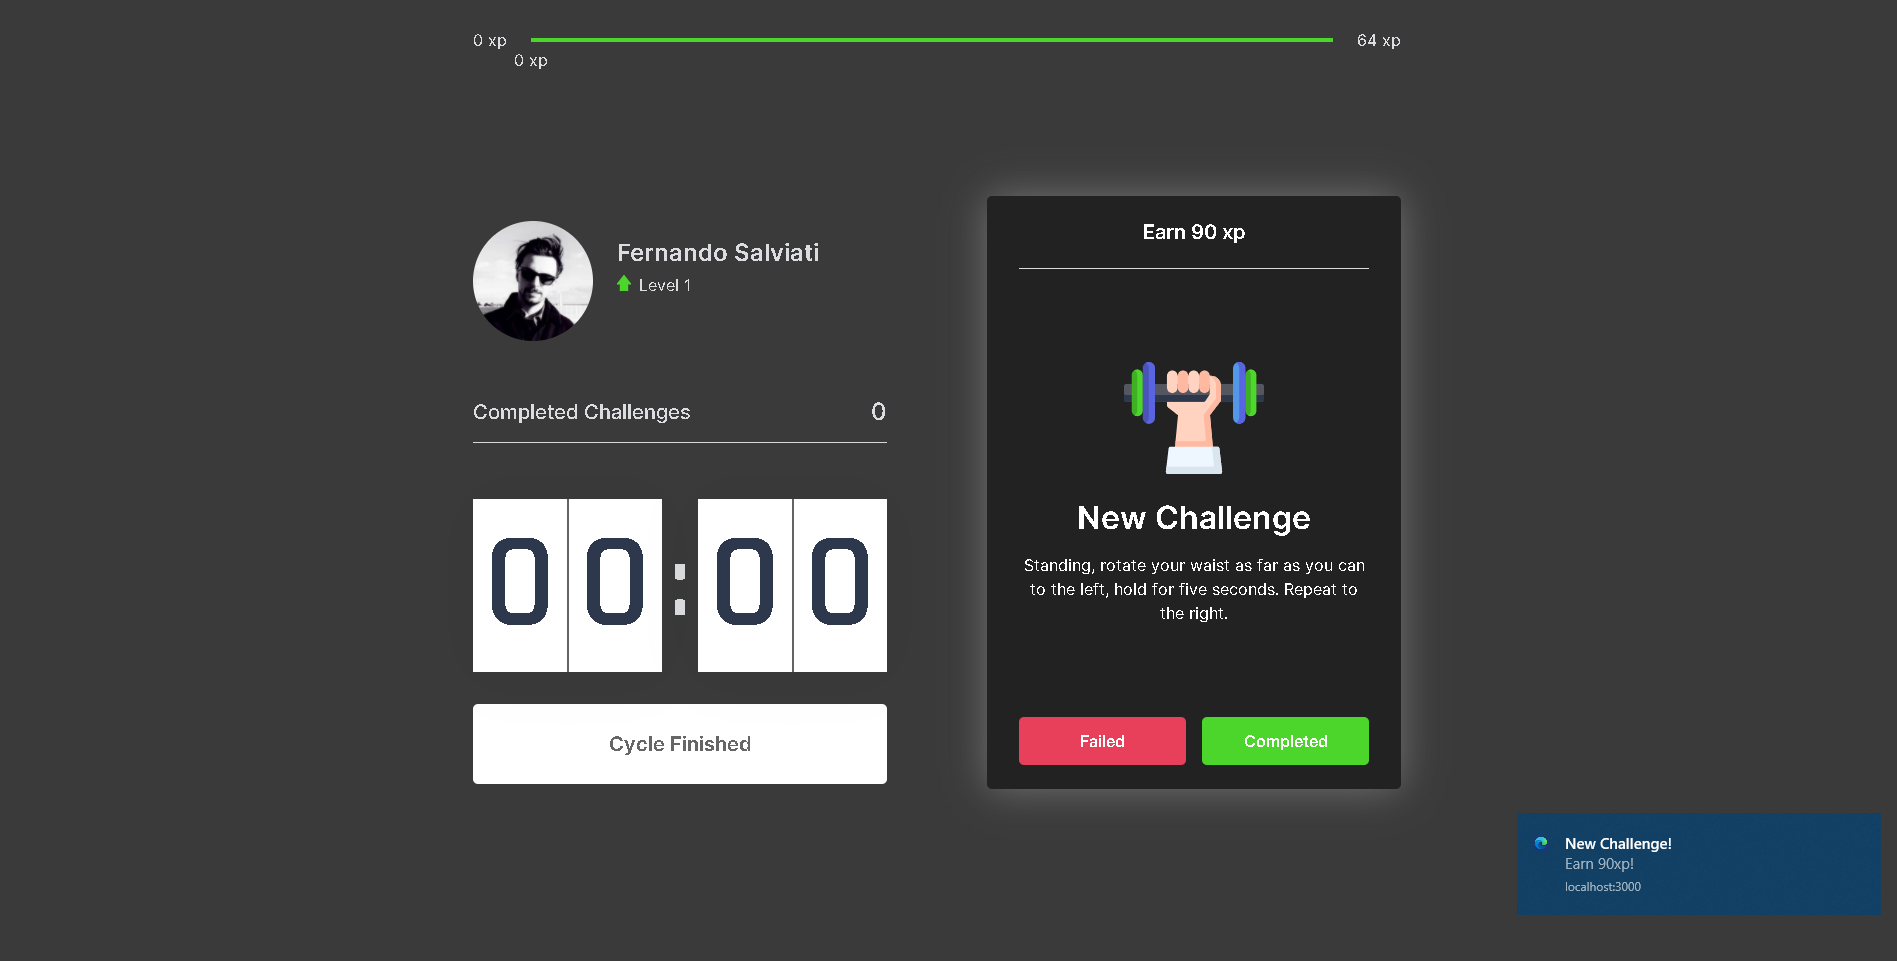 0 xp
64 xp
0 xp
Fernando Salviati
Level 1
Completed Challenges 0
00:00
Cycle Finished
Earn 90 xp
New Challenge
Standing, rotate your waist as far as you can
to the left, hold for five seconds. Repeat to
the right.
Failed
Completed
New Challenge!
Earn 90xp!
localhost:3000